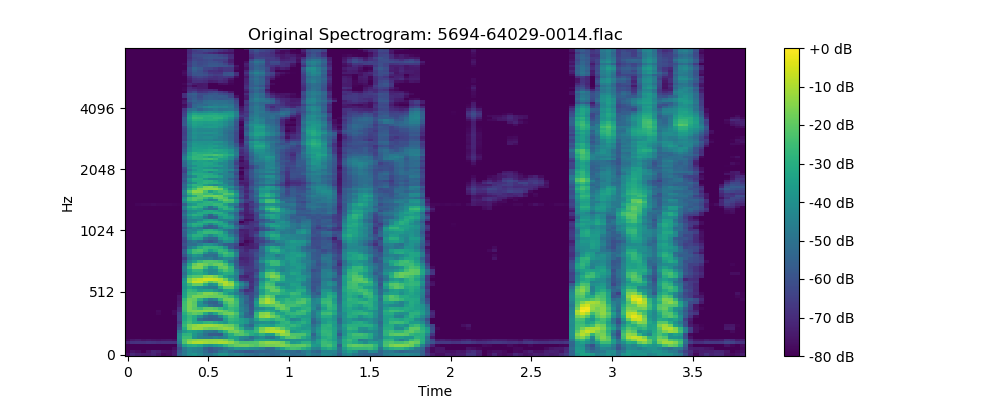 Original Spectrogram: 5694-64029-0014.flac
Hz
4096
2048
1024
512
0
0
0.5
1
1.5
2
2.5
3
3.5
Time
+0 dB
-10 dB
-20 dB
-30 dB
-40 dB
-50 dB
-60 dB
-70 dB
-80 dB